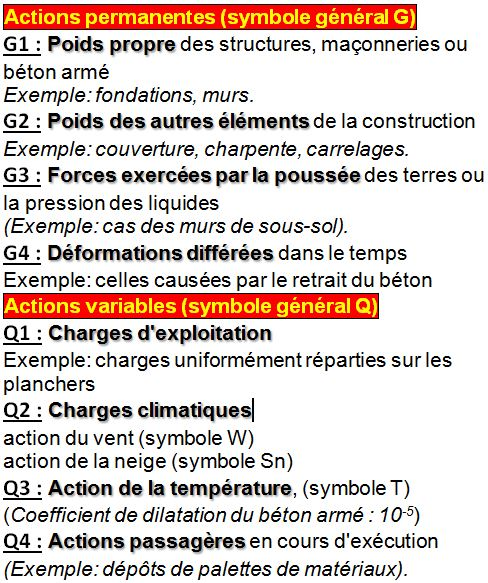 Actions permanentes (symbole général G)
G1 : Poids propre des structures, maçonneries ou
béton armé
Exemple: fondations, murs.
G2 : Poids des autres éléments de la construction
Exemple: couverture, charpente, carrelages.
G3 : Forces exercées par la poussée des terres ou
la pression des liquides
(Exemple: cas des murs de sous-sol).
G4 : Déformations différées dans le temps
Exemple: celles causées par le retrait du béton
Actions variables (symbole général Q)
Q1 : Charges d'exploitation
Exemple: charges uniformément réparties sur les
planchers
Q2 : Charges climatiques
action du vent (symbole W)
action de la neige (symbole Sn)
Q3 : Action de la température, (symbole T)
(Coefficient de dilatation du béton armé : 10⁻⁵)
Q4 : Actions passagères en cours d'exécution
(Exemple: dépôts de palettes de matériaux).